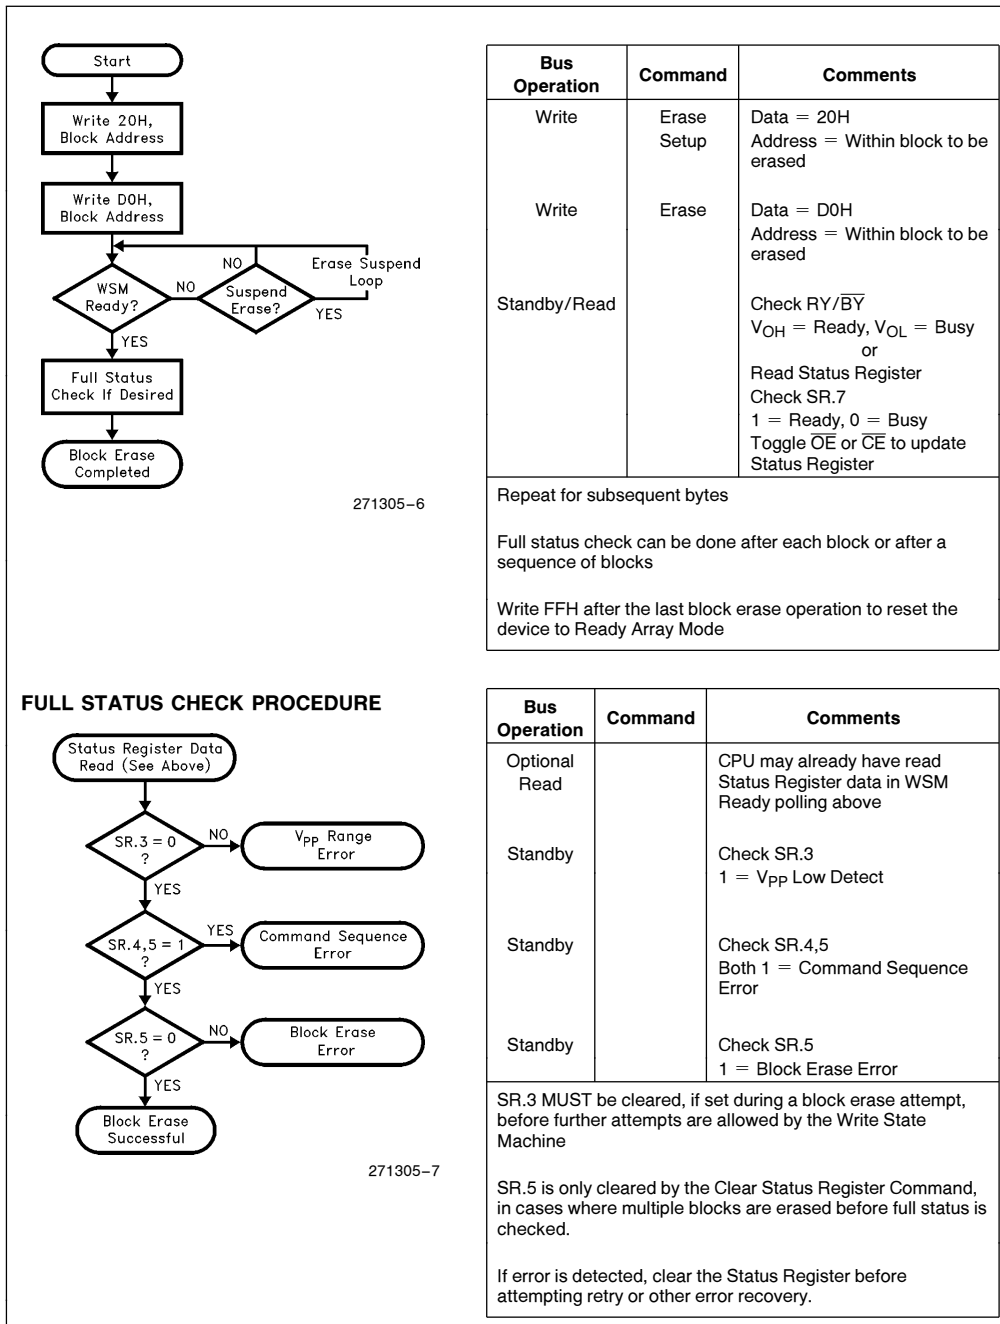 Start
Write 20H,
Block Address
Write D0H,
Block Address
WSM
Ready?
NO
Suspend
Erase?
NO
YES
Erase Suspend
Loop
YES
Full Status
Check If Desired
Block Erase
Completed
271305–6
Bus
Operation
Command
Comments
Write
Erase
Setup
Data = 20H
Address = Within block to be
erased
Write
Erase
Data = D0H
Address = Within block to be
erased
Standby/Read
Check RY/B̅Y̅
VOH = Ready, VOL = Busy
or
Read Status Register
Check SR.7
1 = Ready, 0 = Busy
Toggle O̅E̅ or C̅E̅ to update
Status Register
Repeat for subsequent bytes
Full status check can be done after each block or after a
sequence of blocks
Write FFH after the last block erase operation to reset the
device to Ready Array Mode
FULL STATUS CHECK PROCEDURE
Status Register Data
Read (See Above)
SR.3 = 0
?
NO
VPP Range
Error
YES
SR.4,5 = 1
?
YES
Command Sequence
Error
YES
SR.5 = 0
?
NO
Block Erase
Error
YES
Block Erase
Successful
271305–7
Bus
Operation
Command
Comments
Optional
Read
CPU may already have read
Status Register data in WSM
Ready polling above
Standby
Check SR.3
1 = VPP Low Detect
Standby
Check SR.4,5
Both 1 = Command Sequence
Error
Standby
Check SR.5
1 = Block Erase Error
SR.3 MUST be cleared, if set during a block erase attempt,
before further attempts are allowed by the Write State
Machine
SR.5 is only cleared by the Clear Status Register Command,
in cases where multiple blocks are erased before full status is
checked.
If error is detected, clear the Status Register before
attempting retry or other error recovery.